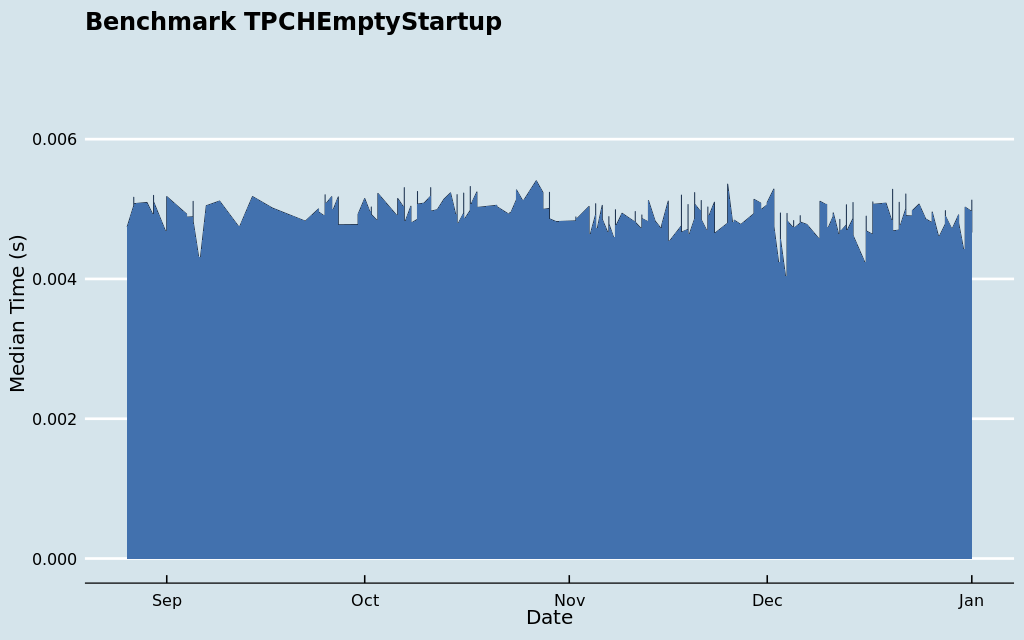 Benchmark TPCHEmptyStartup
0.006
0.004
0.002
0.000
Median Time (s)
Sep
Oct
Nov
Dec
Jan
Date